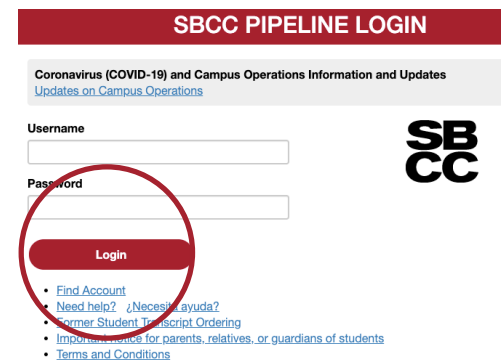 SBCC PIPELINE LOGIN
Coronavirus (COVID-19) and Campus Operations Information and Updates
Updates on Campus Operations
Username
SB
CC
Password
Login
Find Account
Need help? ¿Necesita ayuda?
Former Student Transcript Ordering
Important notice for parents, relatives, or guardians of students
Terms and Conditions